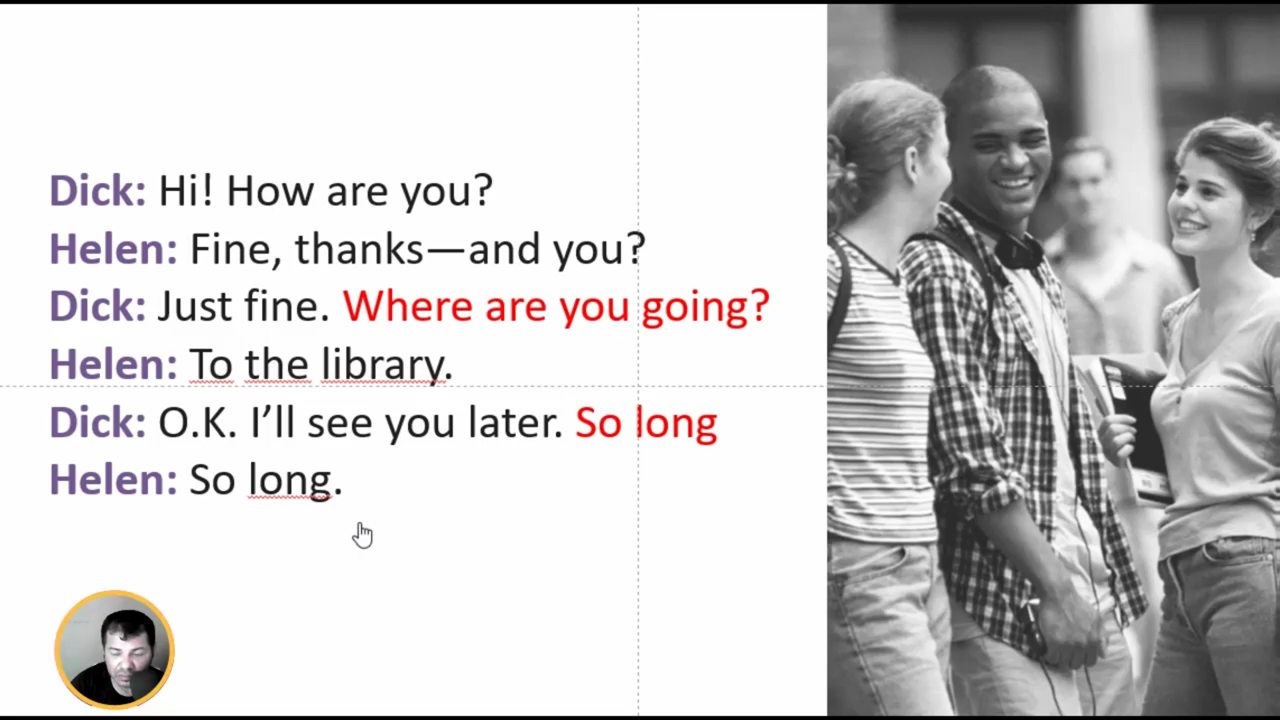 Dick: Hi! How are you?
Helen: Fine, thanks—and you?
Dick: Just fine. Where are you going?
Helen: To the library.
Dick: O.K. I’ll see you later. So long
Helen: So long.